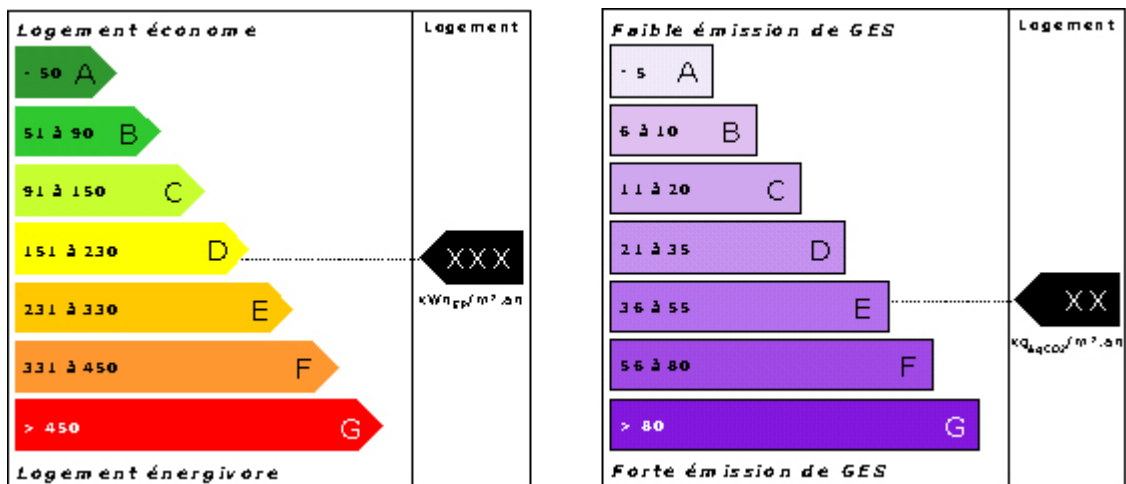 Logement économe
Logement
- 50 A
51 à 90 B
91 à 150 C
151 à 230 D
XXX
kWhEP/m².an
231 à 330 E
331 à 450 F
> 450 G
Logement énergivore
Faible émission de GES
Logement
- 5 A
6 à 10 B
11 à 20 C
21 à 35 D
36 à 55 E
XX
kgéqCO2/m².an
56 à 80 F
> 80 G
Forte émission de GES